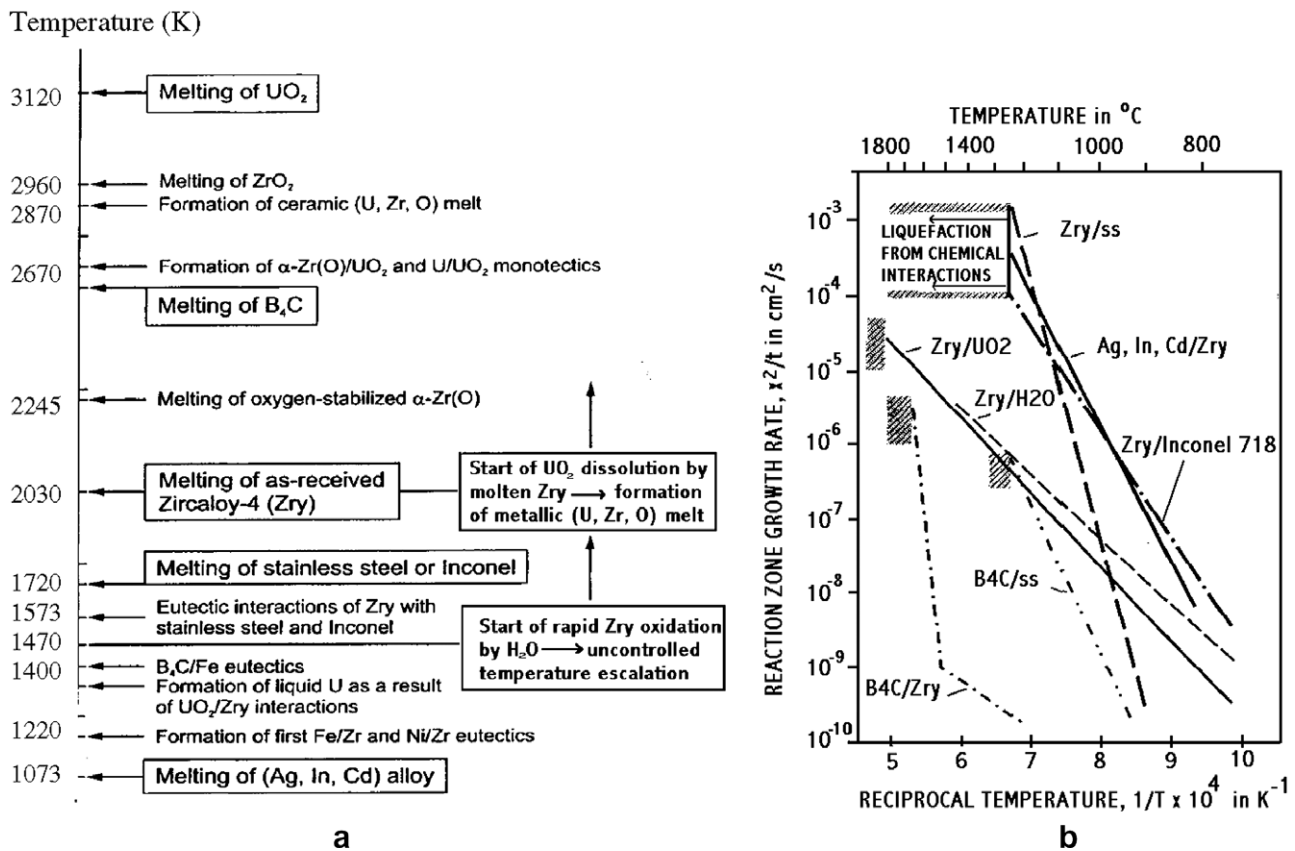 Temperature (K)
3120
Melting of UO₂
2960
Melting of ZrO₂
2870
Formation of ceramic (U, Zr, O) melt
2670
Formation of α-Zr(O)/UO₂ and U/UO₂ monotectics
Melting of B₄C
2245
Melting of oxygen-stabilized α-Zr(O)
2030
Melting of as-received
Zircaloy-4 (Zry)
Start of UO₂ dissolution by
molten Zry → formation
of metallic (U, Zr, O) melt
1720
Melting of stainless steel or Inconel
1573
Eutectic interactions of Zry with
stainless steel and Inconel
1470
Start of rapid Zry oxidation
by H₂O → uncontrolled
temperature escalation
1400
B₄C/Fe eutectics
Formation of liquid U as a result
of UO₂/Zry interactions
1220
Formation of first Fe/Zr and Ni/Zr eutectics
1073
Melting of (Ag, In, Cd) alloy
a
TEMPERATURE in °C
1800 1400 1000 800
REACTION ZONE GROWTH RATE, x²/t in cm²/s
10⁻³
10⁻⁴
10⁻⁵
10⁻⁶
10⁻⁷
10⁻⁸
10⁻⁹
10⁻¹⁰
LIQUEFACTION
FROM CHEMICAL
INTERACTIONS
Zry/ss
Zry/UO2
Ag, In, Cd/Zry
Zry/H2O
Zry/Inconel 718
B4C/ss
B4C/Zry
5 6 7 8 9 10
RECIPROCAL TEMPERATURE, 1/T x 10⁴ in K⁻¹
b